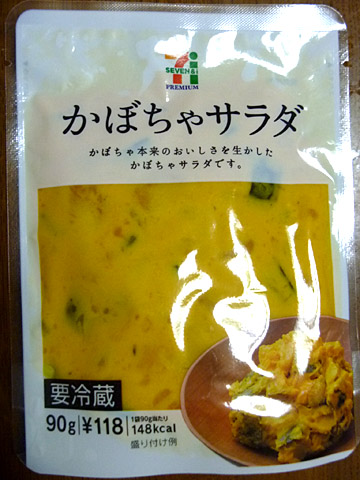 SEVEN&i
PREMIUM
かぼちゃサラダ
かぼちゃ本来のおいしさを生かした
かぼちゃサラダです。
要冷蔵
90g ¥118 1袋90g当たり 148kcal
盛り付け例